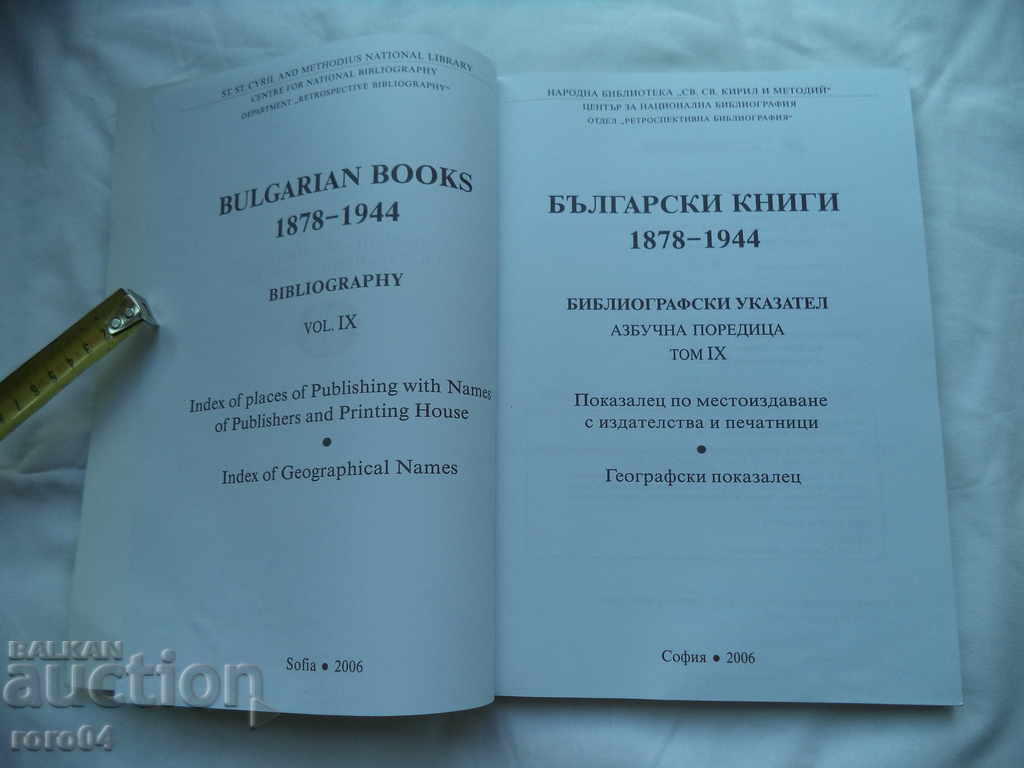 ST. ST. CYRIL AND METHODIUS NATIONAL LIBRARY
CENTRE FOR NATIONAL BIBLIOGRAPHY
DEPARTMENT „RETROSPECTIVE BIBLIOGRAPHY“
BULGARIAN BOOKS
1878–1944
BIBLIOGRAPHY
VOL. IX
Index of places of Publishing with Names
of Publishers and Printing House
•
Index of Geographical Names
Sofia • 2006
НАРОДНА БИБЛИОТЕКА „СВ. СВ. КИРИЛ И МЕТОДИЙ“
ЦЕНТЪР ЗА НАЦИОНАЛНА БИБЛИОГРАФИЯ
ОТДЕЛ „РЕТРОСПЕКТИВНА БИБЛИОГРАФИЯ“
БЪЛГАРСКИ КНИГИ
1878–1944
БИБЛИОГРАФСКИ УКАЗАТЕЛ
АЗБУЧНА ПОРЕДИЦА
ТОМ IX
Показалец по местоиздаване
с издателства и печатници
•
Географски показалец
София • 2006
BALKAN
auction
roro04